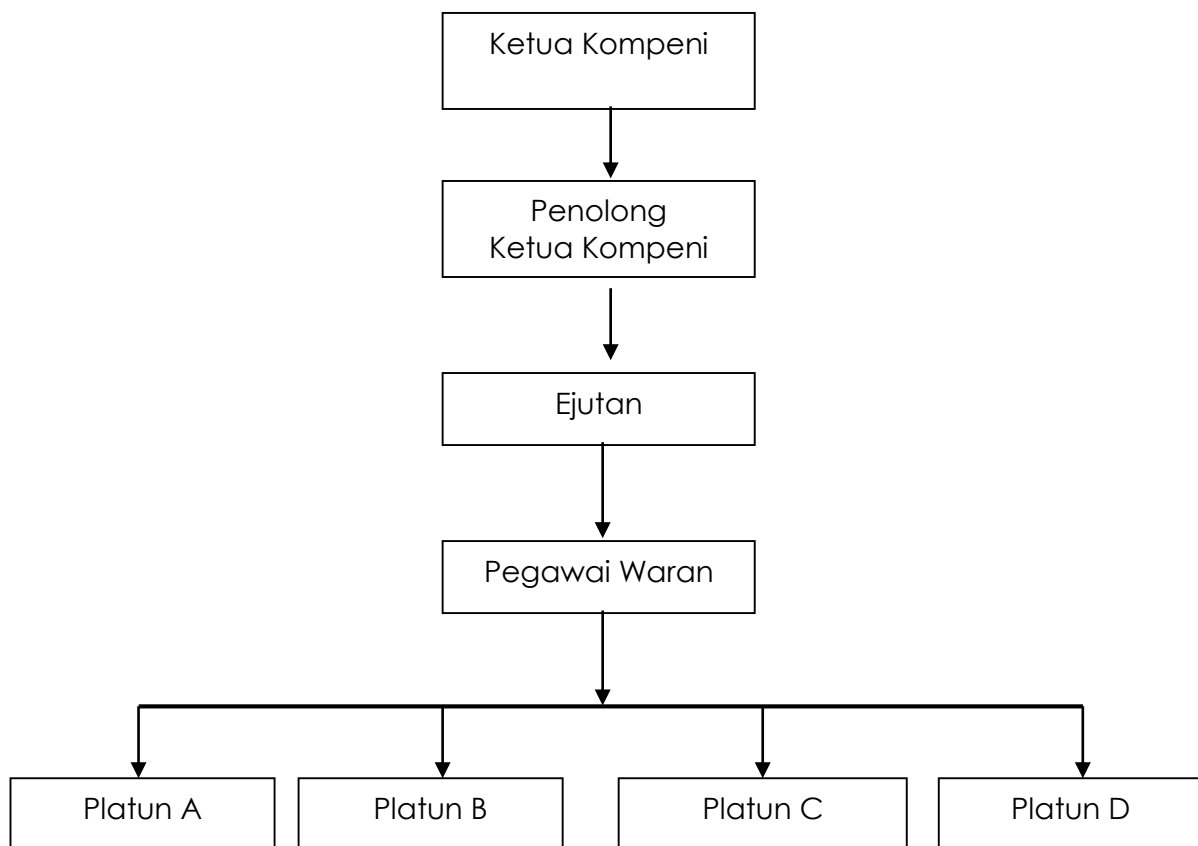 Ketua Kompeni
Penolong
Ketua Kompeni
Ejutan
Pegawai Waran
Platun A
Platun B
Platun C
Platun D